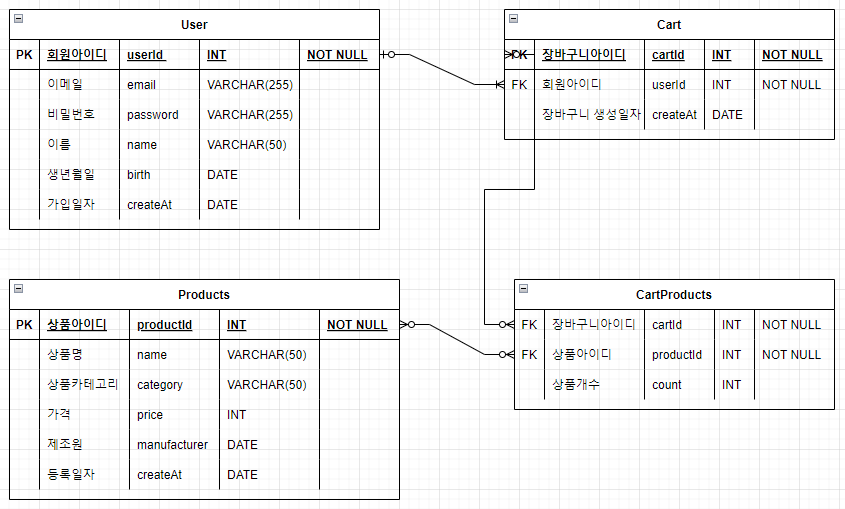 User
PK 회원아이디 userId INT NOT NULL
이메일 email VARCHAR(255)
비밀번호 password VARCHAR(255)
이름 name VARCHAR(50)
생년월일 birth DATE
가입일자 createAt DATE
Cart
PK 장바구니아이디 cartId INT NOT NULL
FK 회원아이디 userId INT NOT NULL
장바구니 생성일자 createAt DATE
Products
PK 상품아이디 productId INT NOT NULL
상품명 name VARCHAR(50)
상품카테고리 category VARCHAR(50)
가격 price INT
제조원 manufacturer DATE
등록일자 createAt DATE
CartProducts
FK 장바구니아이디 cartId INT NOT NULL
FK 상품아이디 productId INT NOT NULL
상품개수 count INT